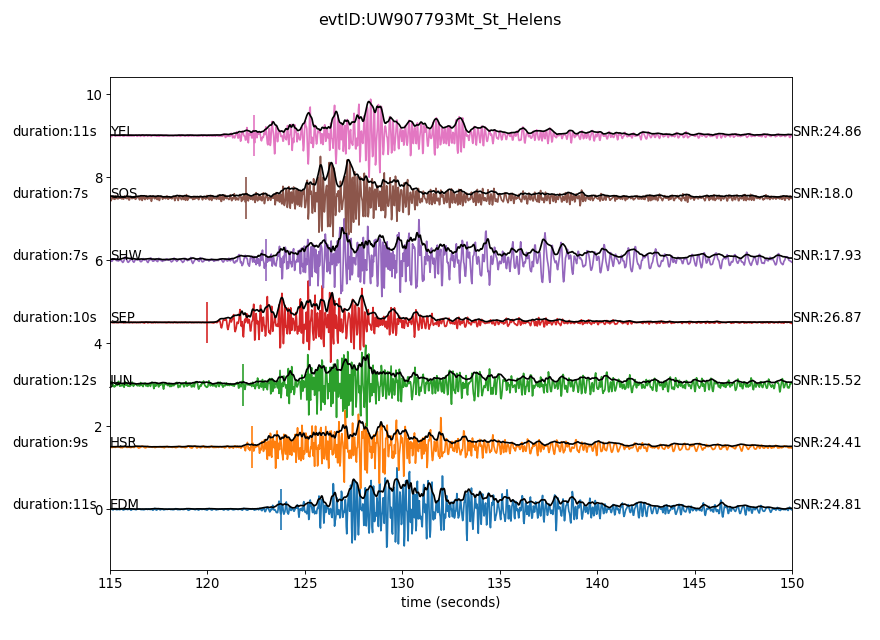 evtID:UW907793Mt_St_Helens
10
duration:11s YEL SNR:24.86
8
duration:7s SOS SNR:18.0
duration:7s SHW SNR:17.93
6
duration:10s SEP SNR:26.87
4
duration:12s JUN SNR:15.52
2
duration:9s HSR SNR:24.41
duration:11s EDM SNR:24.81
0
115 120 125 130 135 140 145 150
time (seconds)